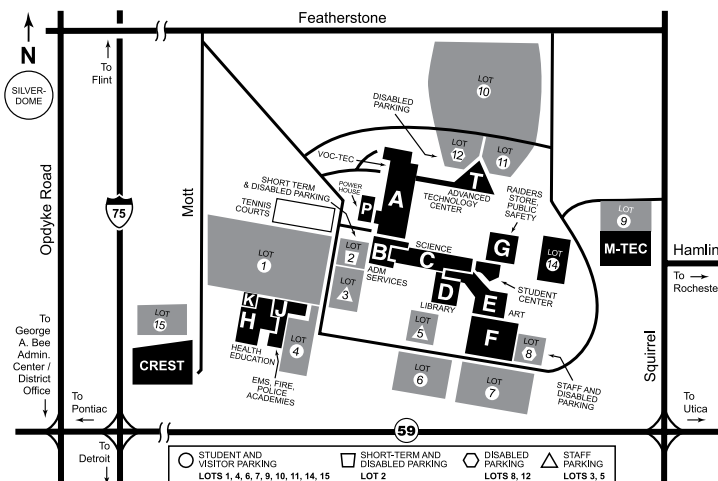 Featherstone
N
To
Flint
SILVER-
DOME
Opdyke Road
75
Mott
LOT
10
DISABLED
PARKING
LOT
12
LOT
11
VOC-TEC
T
ADVANCED
TECHNOLOGY
CENTER
SHORT TERM
& DISABLED PARKING
POWER
HOUSE
P
A
TENNIS
COURTS
RAIDERS
STORE,
PUBLIC
SAFETY
LOT
9
M-TEC
Hamlin
To
Rochester
LOT
1
LOT
2
LOT
3
B
ADM
SERVICES
SCIENCE
C
G
LOT
14
STUDENT
CENTER
D
LIBRARY
E
ART
K
J
H
HEALTH
EDUCATION
LOT
4
EMS, FIRE,
POLICE
ACADEMIES
LOT
5
F
LOT
8
STAFF AND
DISABLED
PARKING
LOT
6
LOT
7
LOT
15
CREST
To
George
A. Bee
Admin.
Center /
District
Office
To
Pontiac
To
Detroit
59
Squirrel
To
Utica
STUDENT AND
VISITOR PARKING
LOTS 1, 4, 6, 7, 9, 10, 11, 14, 15
SHORT-TERM AND
DISABLED PARKING
LOT 2
DISABLED
PARKING
LOTS 8, 12
STAFF
PARKING
LOTS 3, 5